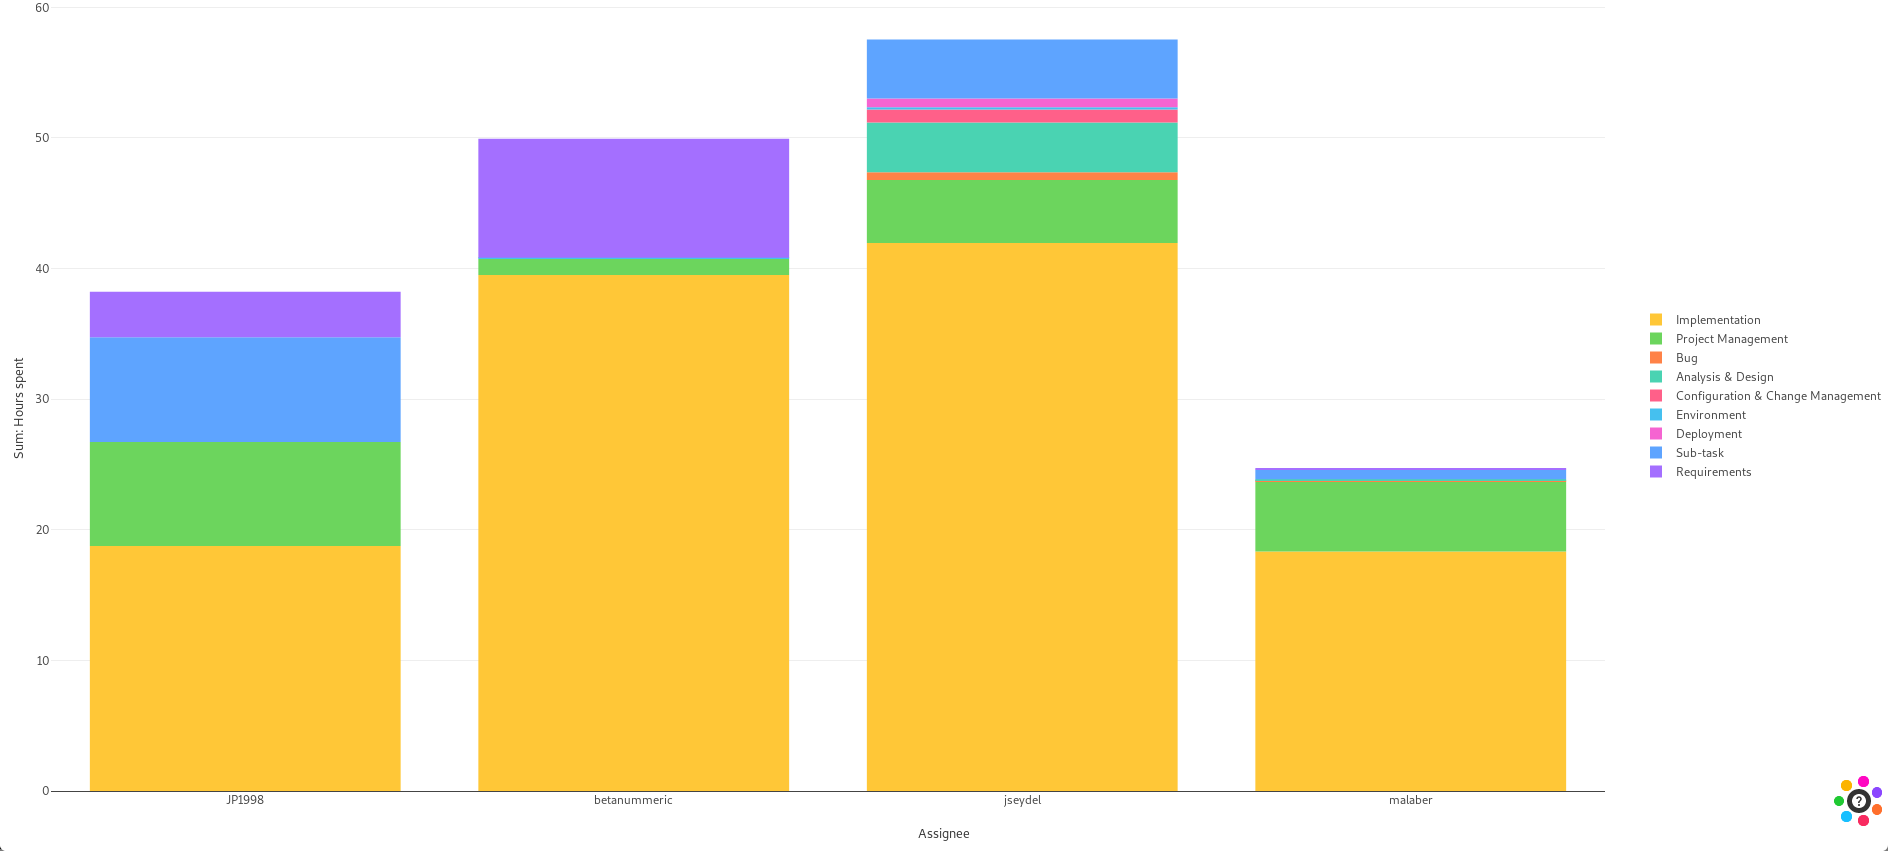 60
50
40
30
20
10
0
Sum: Hours spent
JP1998
betanummeric
jseydel
malaber
Assignee
Implementation
Project Management
Bug
Analysis & Design
Configuration & Change Management
Environment
Deployment
Sub-task
Requirements
?